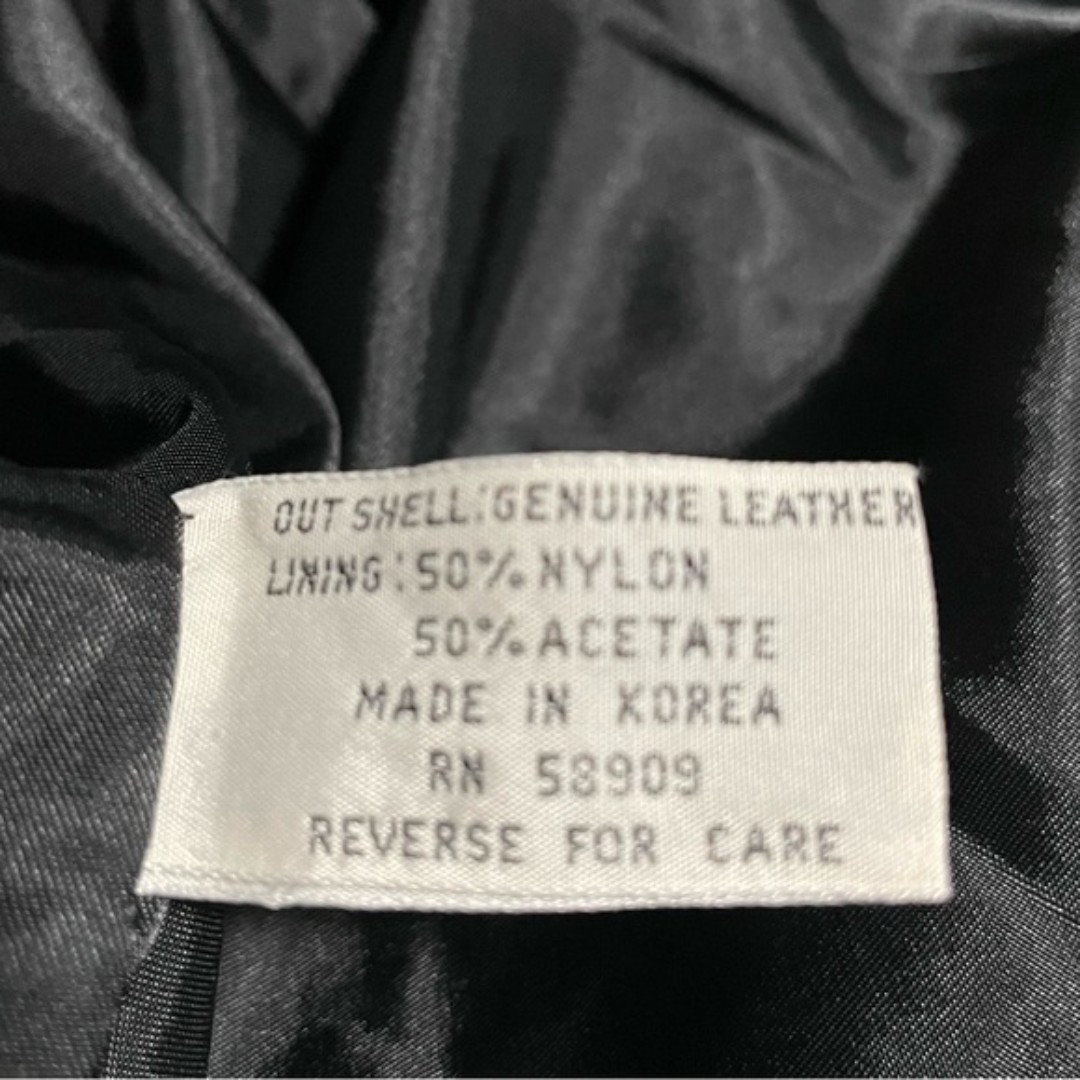 OUT SHELL:GENUINE LEATHER
LINING:50% NYLON
50% ACETATE
MADE IN KOREA
RN 58909
REVERSE FOR CARE